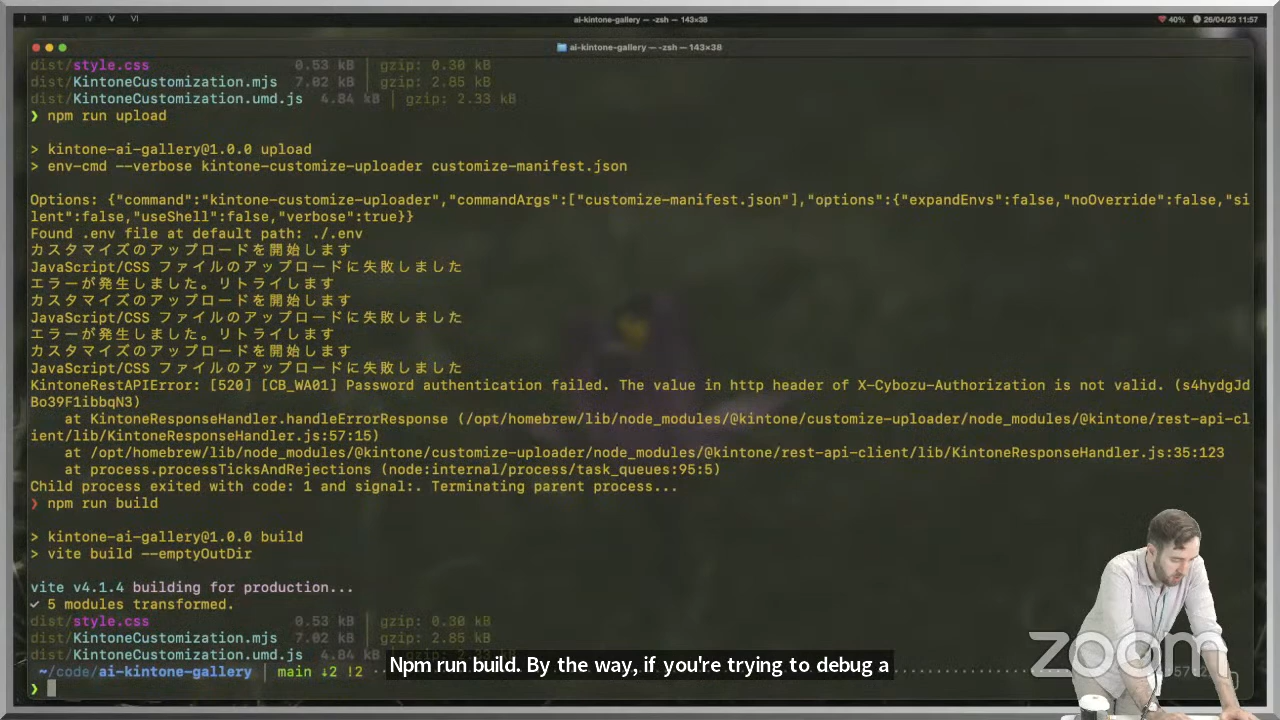 I II III IV V VI
ai-kintone-gallery — -zsh — 143×38
40% 26/04/23 11:57
ai-kintone-gallery — -zsh — 143×38
dist/style.css 0.53 kB │ gzip: 0.30 kB
dist/KintoneCustomization.mjs 7.02 kB │ gzip: 2.85 kB
dist/KintoneCustomization.umd.js 4.84 kB │ gzip: 2.33 kB
❯ npm run upload
> kintone-ai-gallery@1.0.0 upload
> env-cmd --verbose kintone-customize-uploader customize-manifest.json
Options: {"command":"kintone-customize-uploader","commandArgs":["customize-manifest.json"],"options":{"expandEnvs":false,"noOverride":false,"si
lent":false,"useShell":false,"verbose":true}}
Found .env file at default path: ./.env
カスタマイズのアップロードを開始します
JavaScript/CSS ファイルのアップロードに失敗しました
エラーが発生しました。リトライします
カスタマイズのアップロードを開始します
JavaScript/CSS ファイルのアップロードに失敗しました
エラーが発生しました。リトライします
カスタマイズのアップロードを開始します
JavaScript/CSS ファイルのアップロードに失敗しました
KintoneRestAPIError: [520] [CB_WA01] Password authentication failed. The value in http header of X-Cybozu-Authorization is not valid. (s4hydgJd
Bo39F1ibbqN3)
at KintoneResponseHandler.handleErrorResponse (/opt/homebrew/lib/node_modules/@kintone/customize-uploader/node_modules/@kintone/rest-api-cl
ient/lib/KintoneResponseHandler.js:57:15)
at /opt/homebrew/lib/node_modules/@kintone/customize-uploader/node_modules/@kintone/rest-api-client/lib/KintoneResponseHandler.js:35:123
at process.processTicksAndRejections (node:internal/process/task_queues:95:5)
Child process exited with code: 1 and signal:. Terminating parent process...
❯ npm run build
> kintone-ai-gallery@1.0.0 build
> vite build --emptyOutDir
vite v4.1.4 building for production...
✓ 5 modules transformed.
dist/style.css 0.53 kB │ gzip: 0.30 kB
dist/KintoneCustomization.mjs 7.02 kB │ gzip: 2.85 kB
dist/KintoneCustomization.umd.js 4.84 kB
~/code/ai-kintone-gallery │ main ↓2 !2
❯
Npm run build. By the way, if you're trying to debug a
zoom